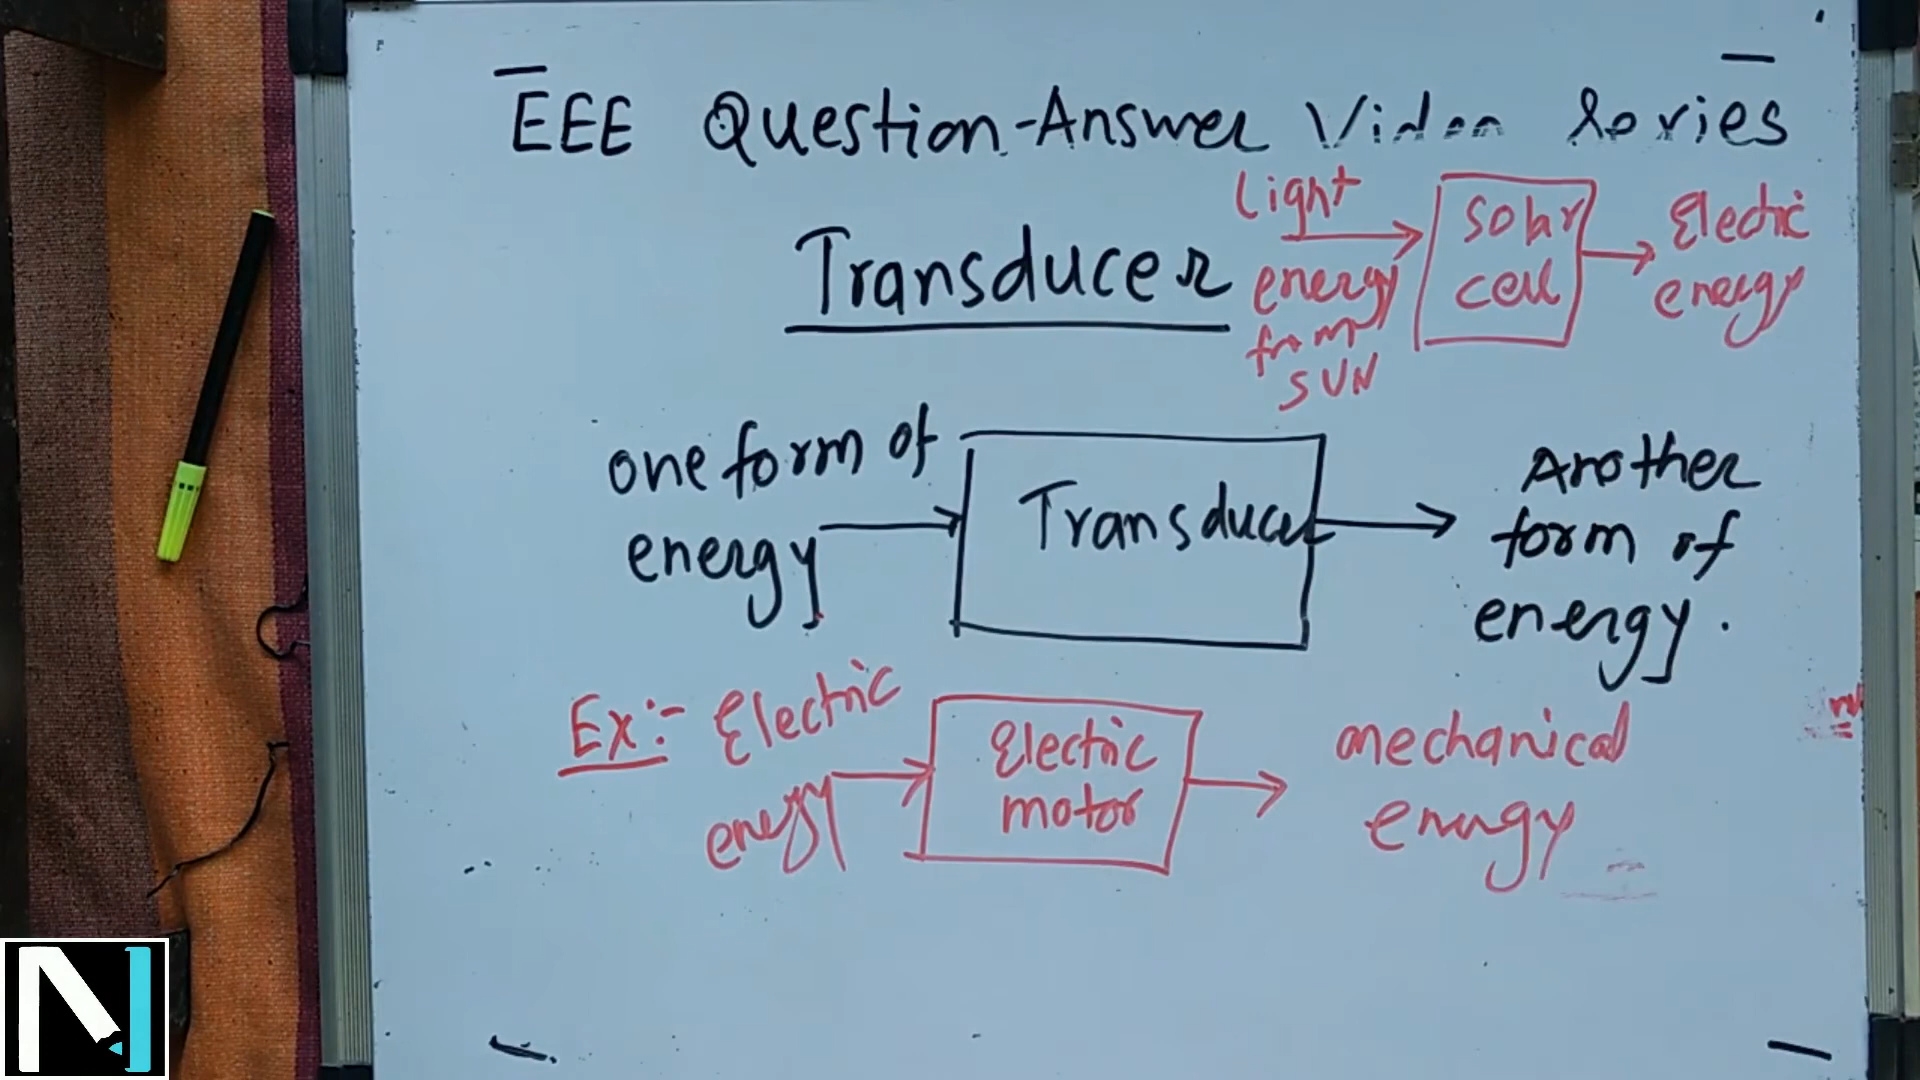 EEE Question-Answer Video Series
Transducer
Light
energy
from
SUN
Solar
cell
Electric
energy
one form of
energy
Transducer
Another
form of
energy.
Ex:- Electric
energy
Electric
motor
mechanical
energy
N